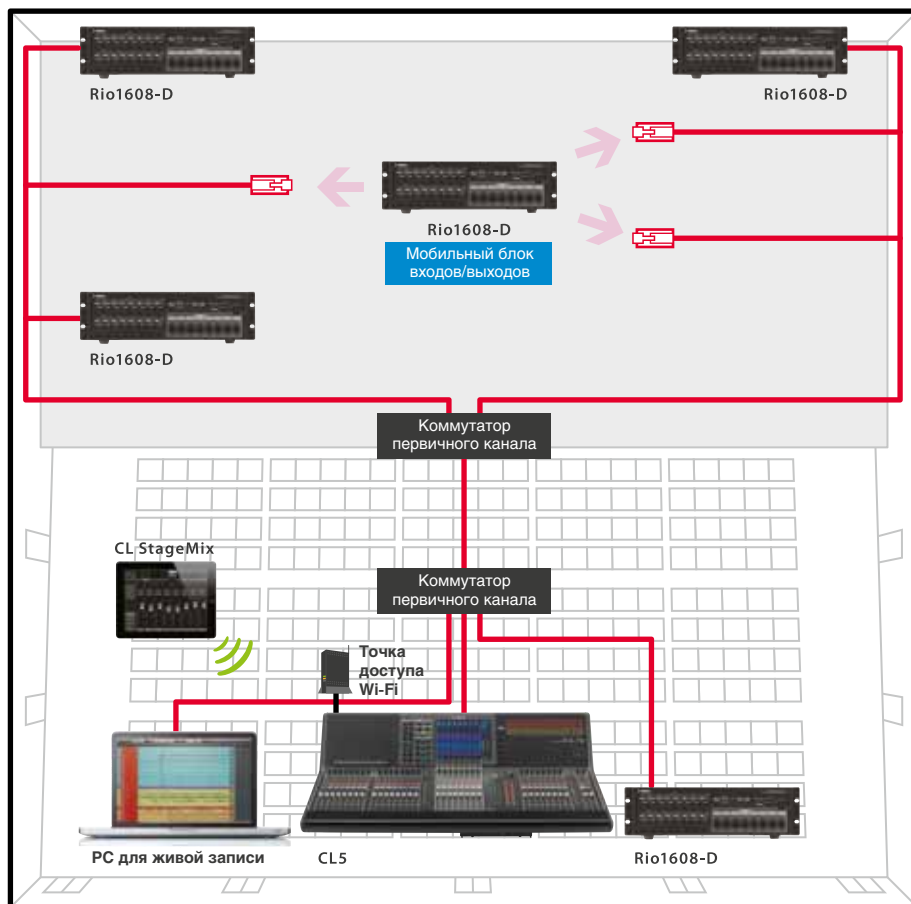 Rio1608-D
Rio1608-D
Rio1608-D
Мобильный блок
входов/выходов
Rio1608-D
Коммутатор
первичного канала
CL StageMix
Коммутатор
первичного канала
Точка
доступа
Wi-Fi
PC для живой записи
CL5
Rio1608-D